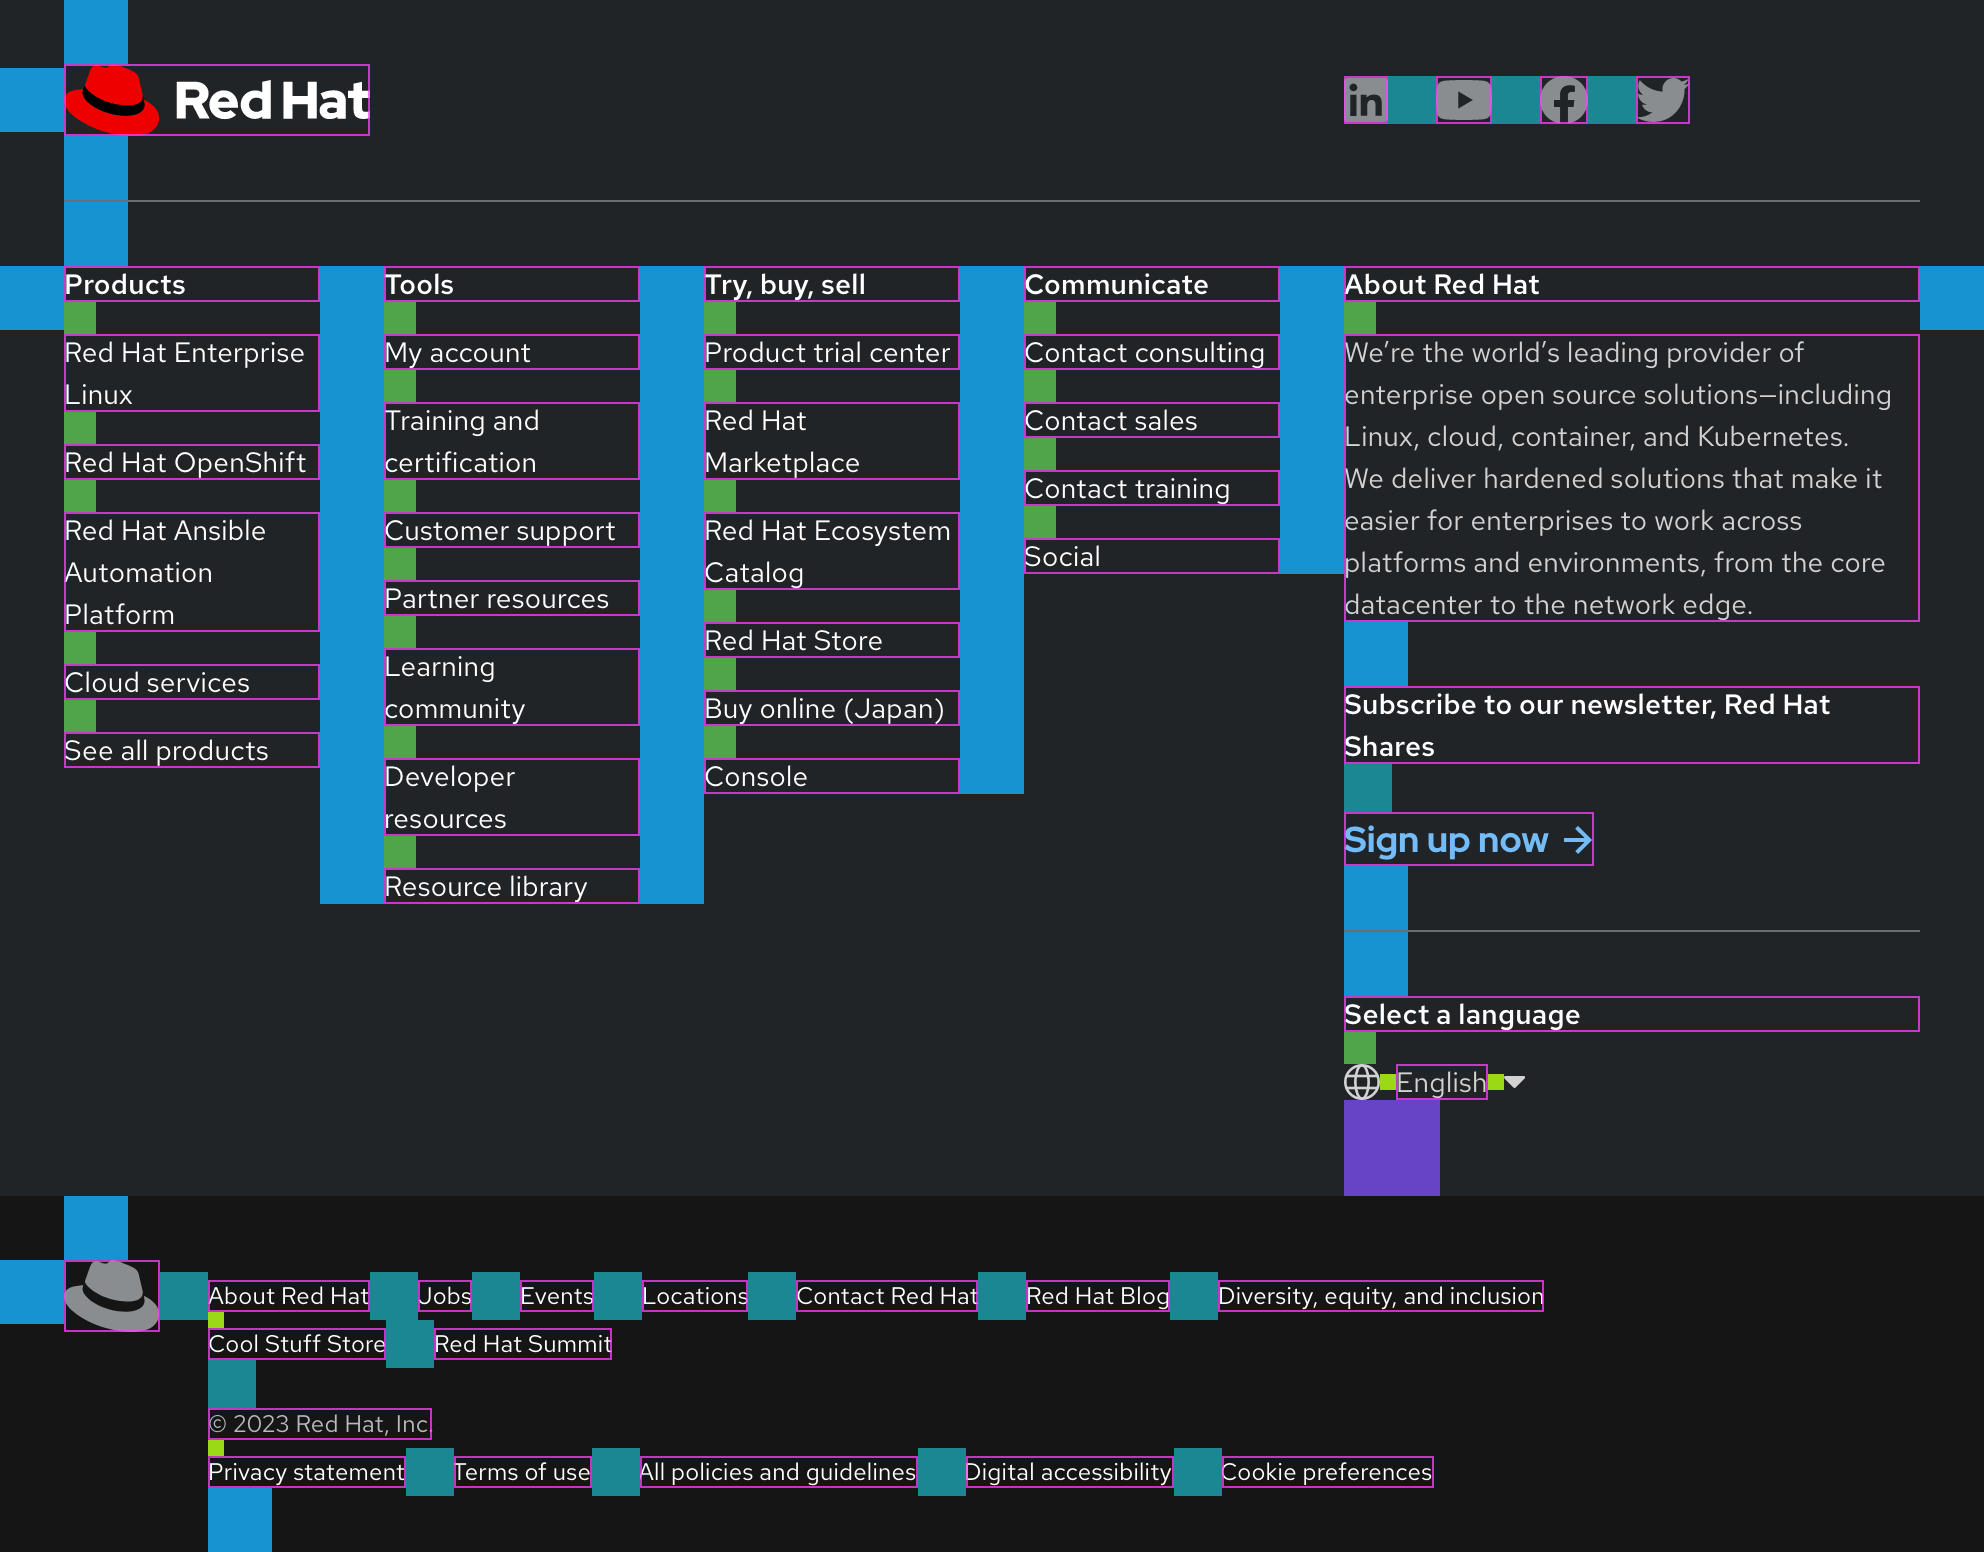 Red Hat
in
Products
Red Hat Enterprise
Linux
Red Hat OpenShift
Red Hat Ansible
Automation
Platform
Cloud services
See all products
Tools
My account
Training and
certification
Customer support
Partner resources
Learning
community
Developer
resources
Resource library
Try, buy, sell
Product trial center
Red Hat
Marketplace
Red Hat Ecosystem
Catalog
Red Hat Store
Buy online (Japan)
Console
Communicate
Contact consulting
Contact sales
Contact training
Social
About Red Hat
We’re the world’s leading provider of
enterprise open source solutions—including
Linux, cloud, container, and Kubernetes.
We deliver hardened solutions that make it
easier for enterprises to work across
platforms and environments, from the core
datacenter to the network edge.
Subscribe to our newsletter, Red Hat
Shares
Sign up now →
Select a language
English
About Red Hat Jobs Events Locations Contact Red Hat Red Hat Blog Diversity, equity, and inclusion
Cool Stuff Store Red Hat Summit
© 2023 Red Hat, Inc.
Privacy statement Terms of use All policies and guidelines Digital accessibility Cookie preferences